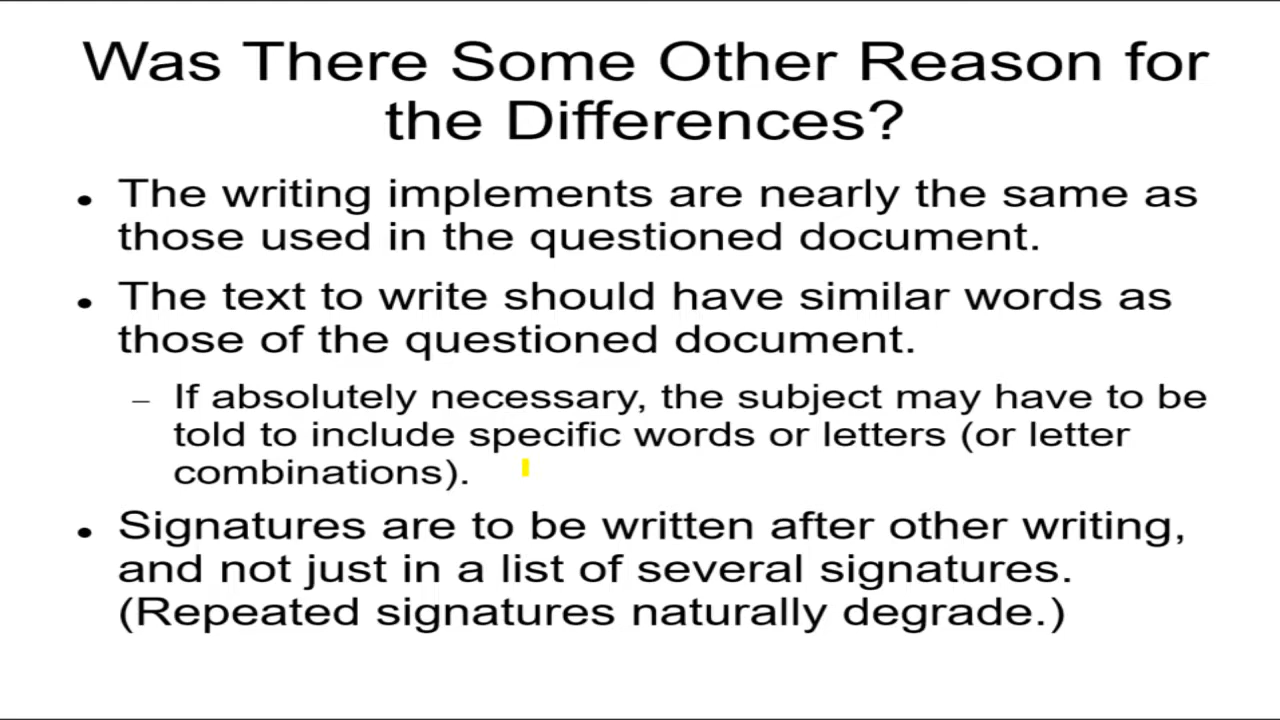 Was There Some Other Reason for
the Differences?
• The writing implements are nearly the same as
those used in the questioned document.
• The text to write should have similar words as
those of the questioned document.
– If absolutely necessary, the subject may have to be
told to include specific words or letters (or letter
combinations).
• Signatures are to be written after other writing,
and not just in a list of several signatures.
(Repeated signatures naturally degrade.)